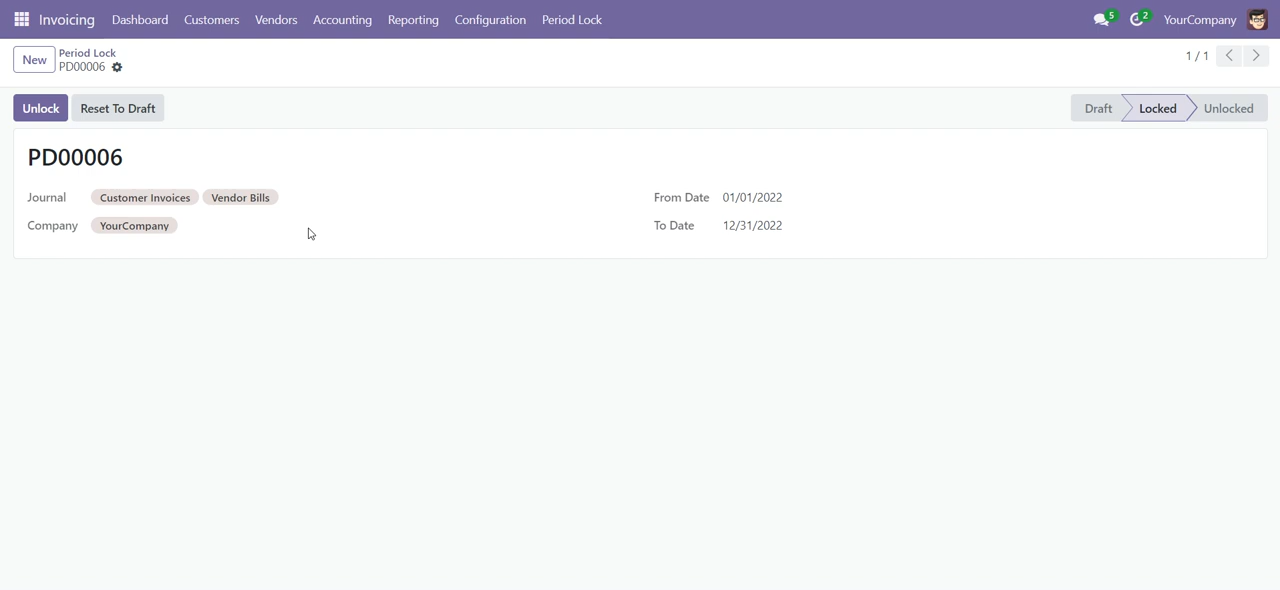 Invoicing Dashboard Customers Vendors Accounting Reporting Configuration Period Lock 5 2 YourCompany
New Period Lock 1 / 1
PD00006
Unlock Reset To Draft Draft Locked Unlocked
PD00006
Journal Customer Invoices Vendor Bills From Date 01/01/2022
Company YourCompany To Date 12/31/2022